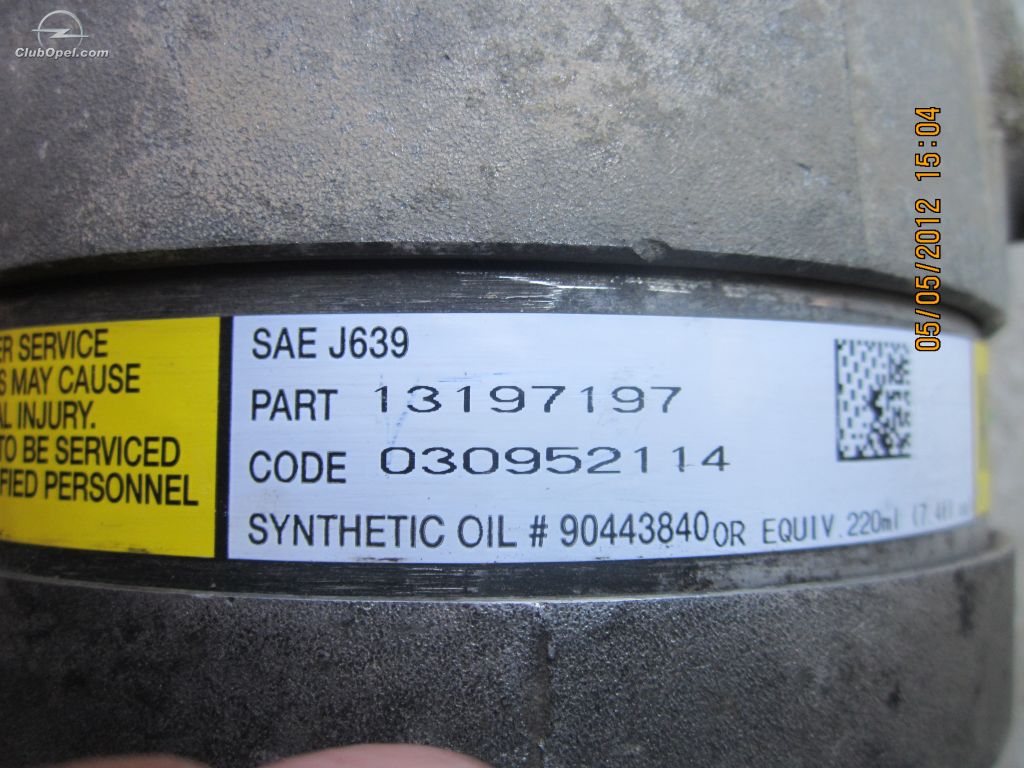 ClubOpel.com
05/05/2012 15:04
ER SERVICE
S MAY CAUSE
AL INJURY.
TO BE SERVICED
FIED PERSONNEL
SAE J639
PART 13197197
CODE 030952114
SYNTHETIC OIL # 90443840 OR EQUIV. 220ml